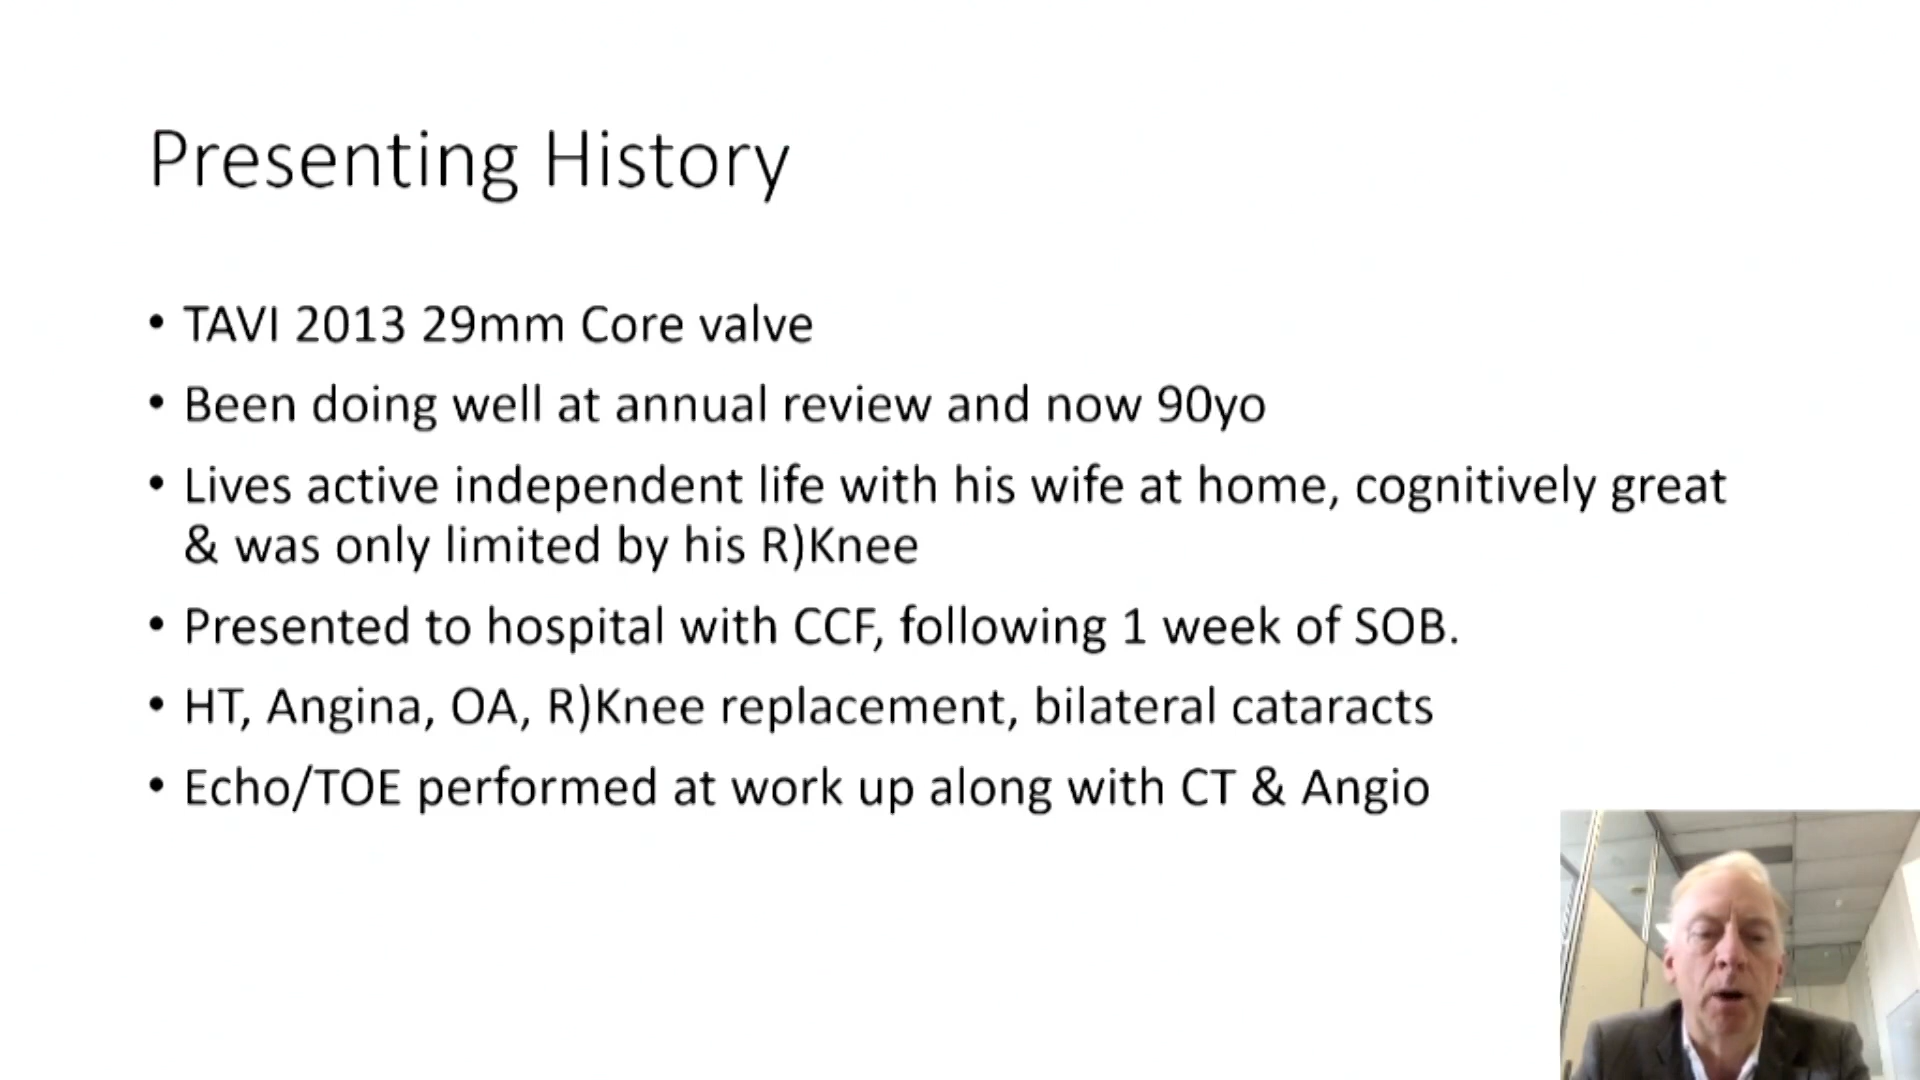 Presenting History
• TAVI 2013 29mm Core valve
• Been doing well at annual review and now 90yo
• Lives active independent life with his wife at home, cognitively great
& was only limited by his R)Knee
• Presented to hospital with CCF, following 1 week of SOB.
• HT, Angina, OA, R)Knee replacement, bilateral cataracts
• Echo/TOE performed at work up along with CT & Angio